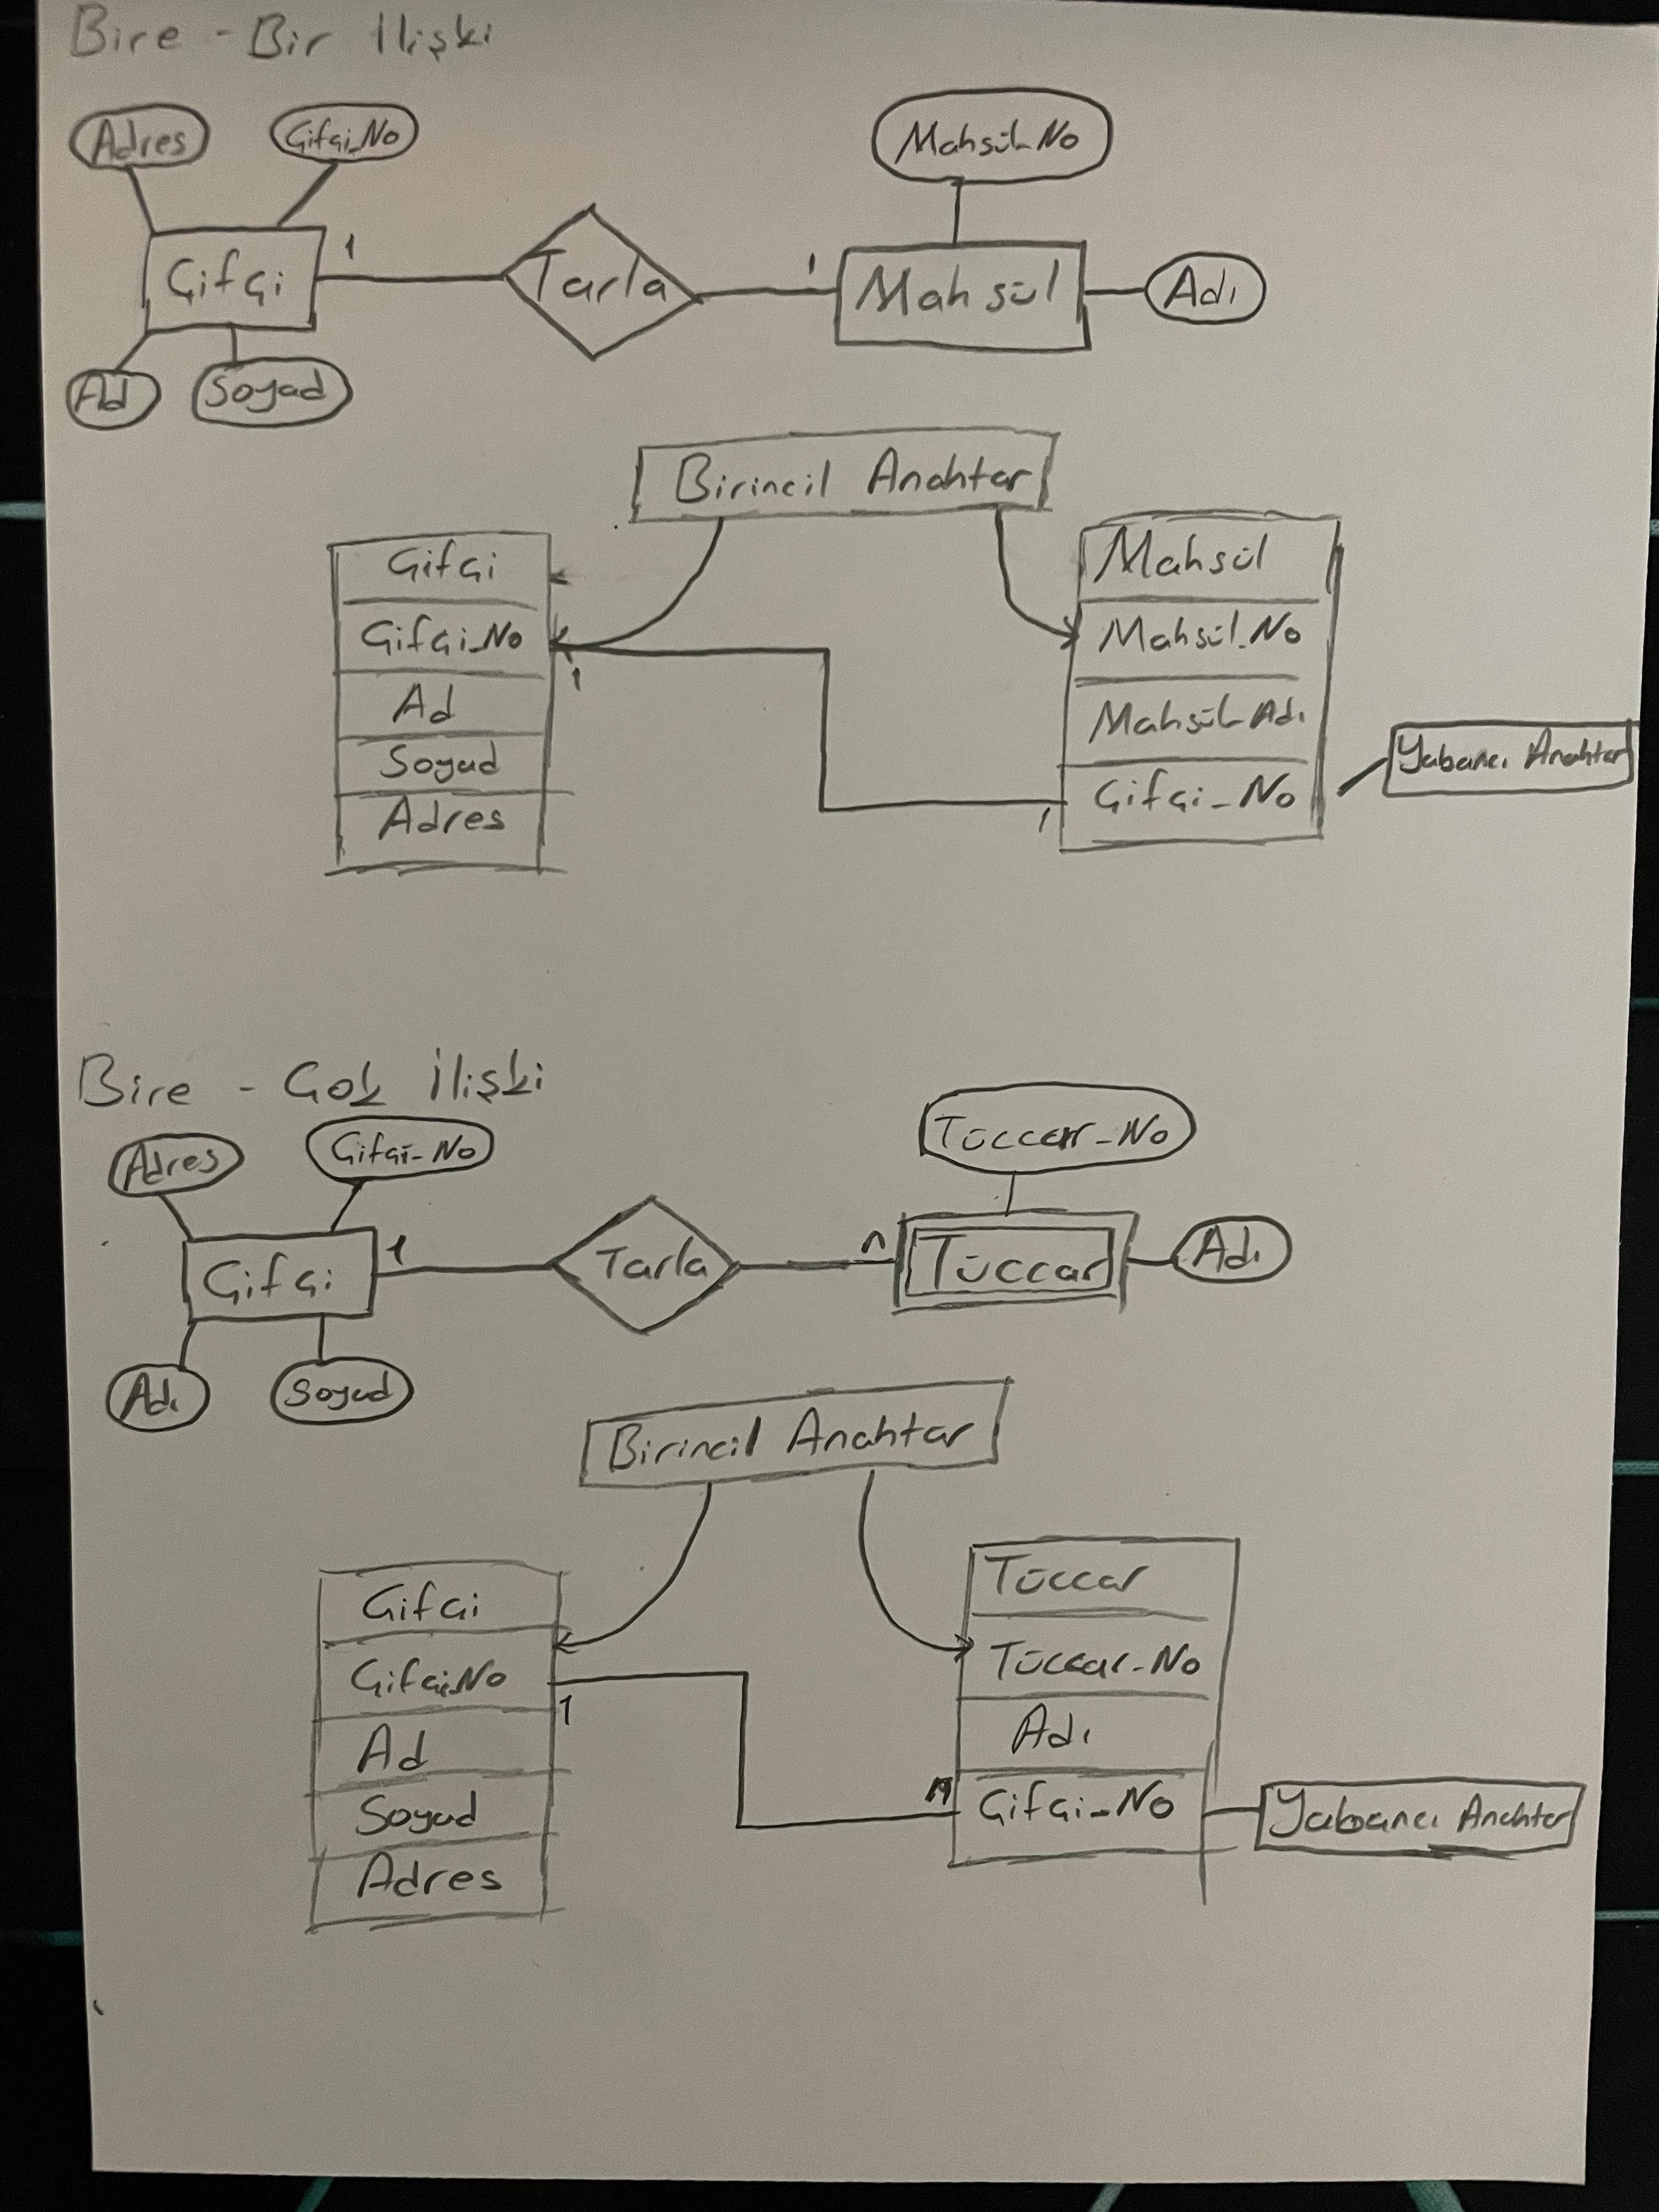 Bire - Bir İlişki
Adres Çifçi_No Mahsül_No
Çifçi 1 Tarla 1 Mahsül Adı
Ad Soyad
Birincil Anahtar
Çifçi Mahsül
Çifçi_No Mahsül_No
1
Ad Mahsül_Adı
Soyad Yabancı Anahtar
Adres 1 Çifçi_No
Bire - Çok İlişki
Adres Çifçi_No Tüccar_No
Çifçi 1 Tarla n Tüccar Adı
Adı Soyad
Birincil Anahtar
Çifçi Tüccar
Çifçi_No Tüccar_No
1
Ad Adı
Soyad n Çifçi_No Yabancı Anahtar
Adres